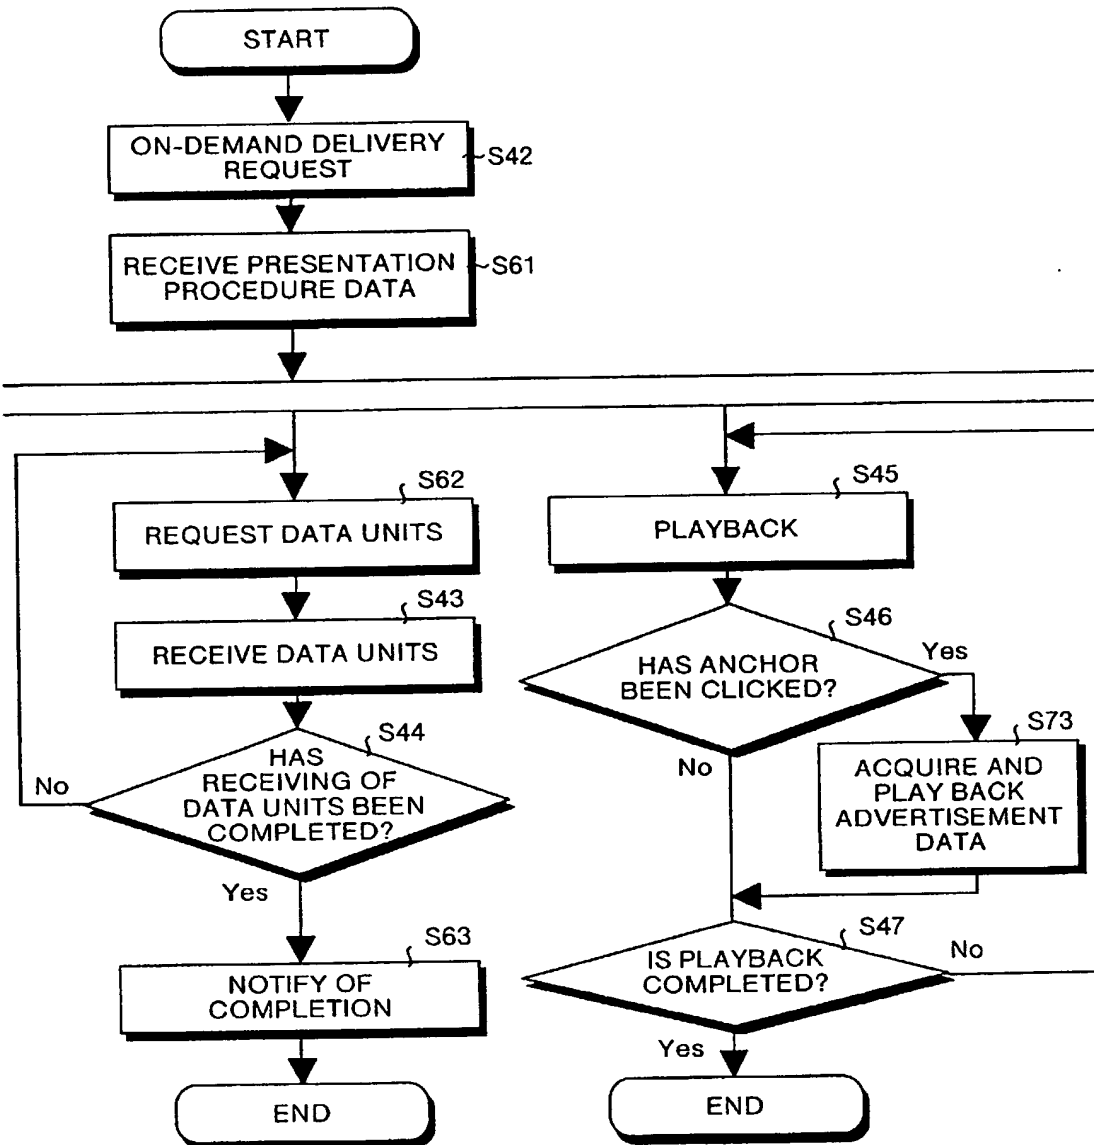 START
ON-DEMAND DELIVERY
REQUEST
S42
RECEIVE PRESENTATION
PROCEDURE DATA
S61
S62
REQUEST DATA UNITS
S43
RECEIVE DATA UNITS
S44
HAS
RECEIVING OF
DATA UNITS BEEN
COMPLETED?
No
Yes
S63
NOTIFY OF
COMPLETION
END
S45
PLAYBACK
S46
HAS ANCHOR
BEEN CLICKED?
Yes
No
S73
ACQUIRE AND
PLAY BACK
ADVERTISEMENT
DATA
S47
IS PLAYBACK
COMPLETED?
No
Yes
END